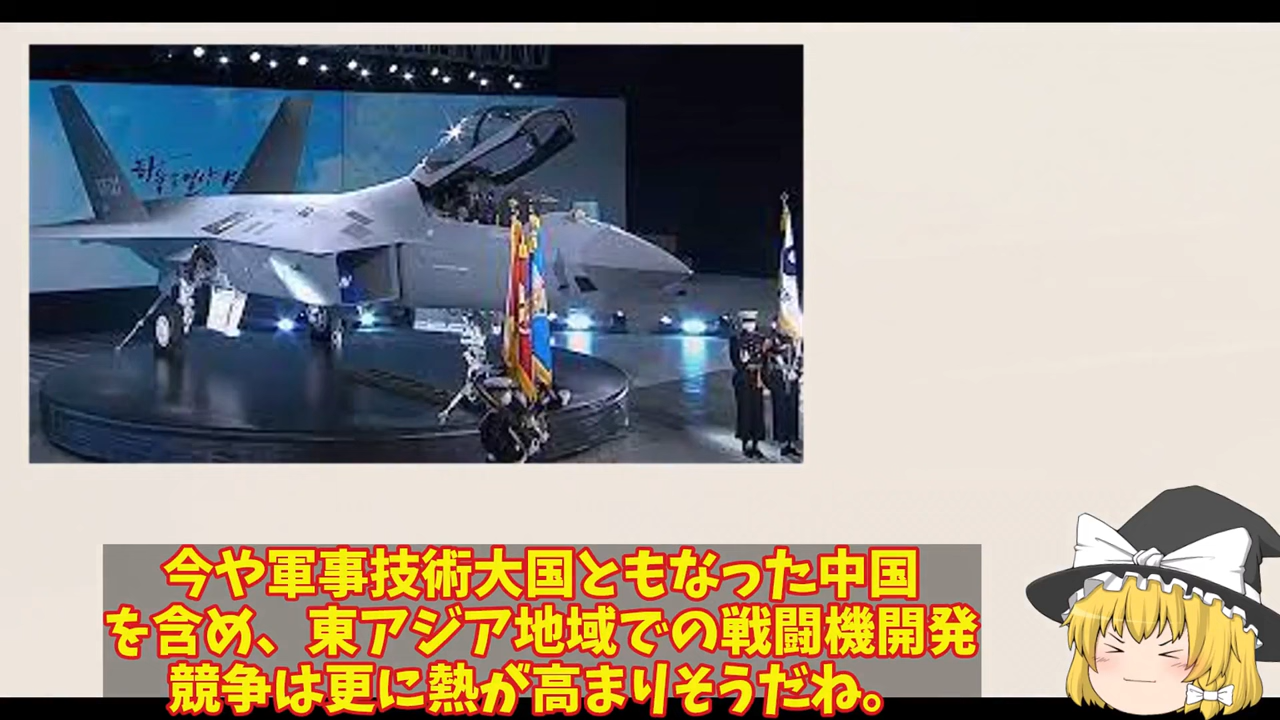 今や軍事技術大国ともなった中国
を含め、東アジア地域での戦闘機開発
競争は更に熱が高まりそうだね。